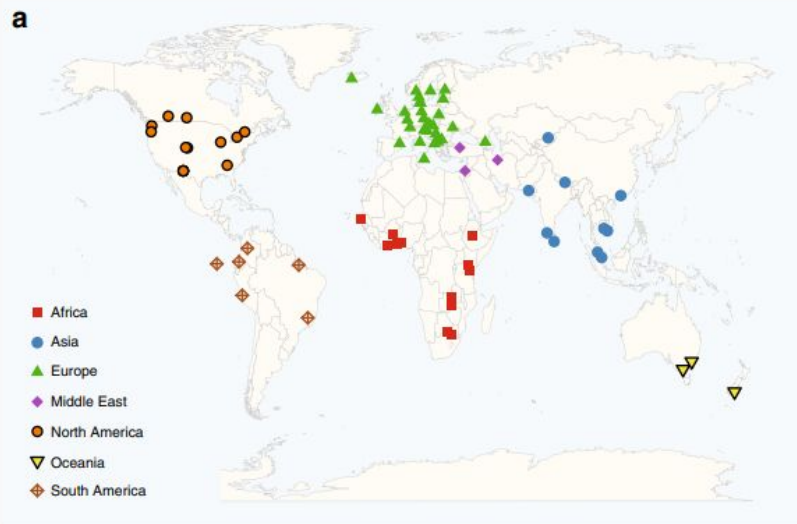 a
Africa
Asia
Europe
Middle East
North America
Oceania
South America